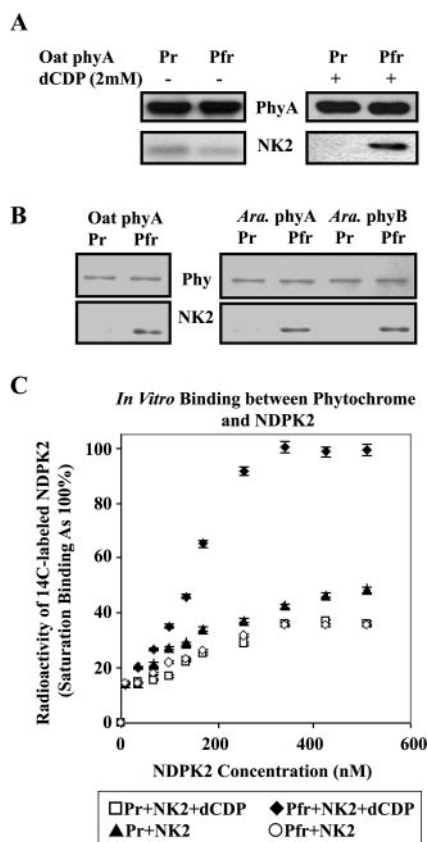 A
Oat phyA Pr Pfr Pr Pfr
dCDP (2mM) - - + +
PhyA
NK2
B
Oat phyA Ara. phyA Ara. phyB
Pr Pfr Pr Pfr Pr Pfr
Phy
NK2
C
In Vitro Binding between Phytochrome
and NDPK2
Radioactivity of 14C-labeled NDPK2
(Saturation Binding As 100%)
100
80
60
40
20
0
0 200 400 600
NDPK2 Concentration (nM)
Pr+NK2+dCDP Pfr+NK2+dCDP
Pr+NK2 Pfr+NK2